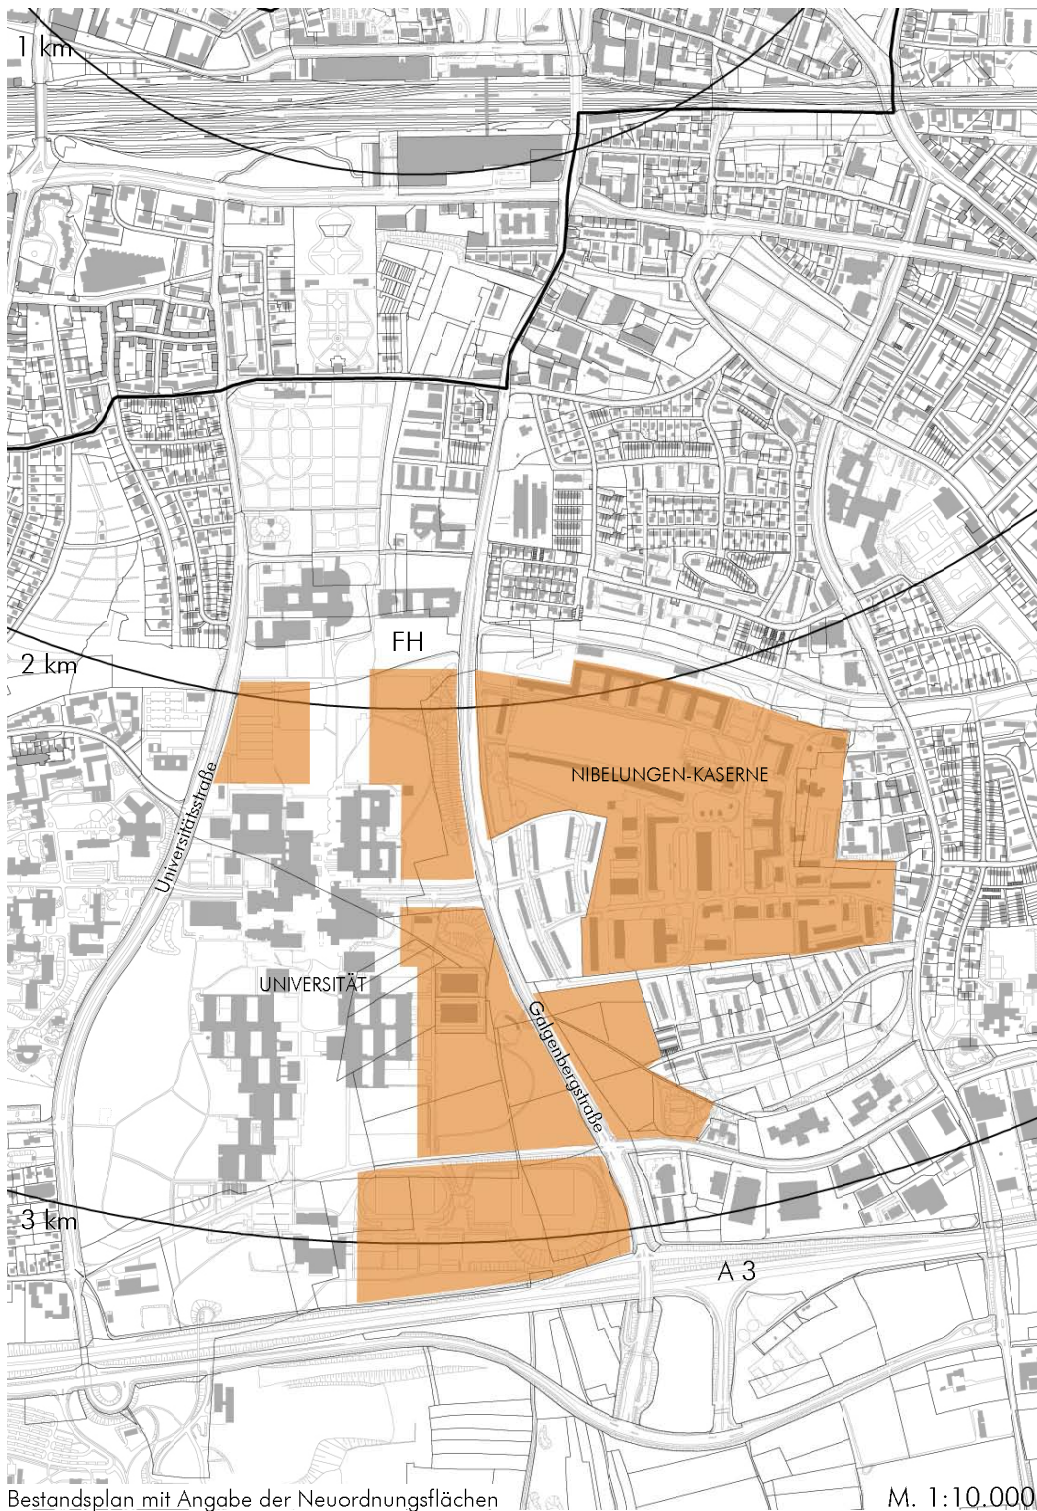 1 km
FH
2 km
NIBELUNGEN-KASERNE
Universitätsstraße
UNIVERSITÄT
Galgenbergstraße
3 km
A 3
Bestandsplan mit Angabe der Neuordnungsflächen
M. 1:10.000